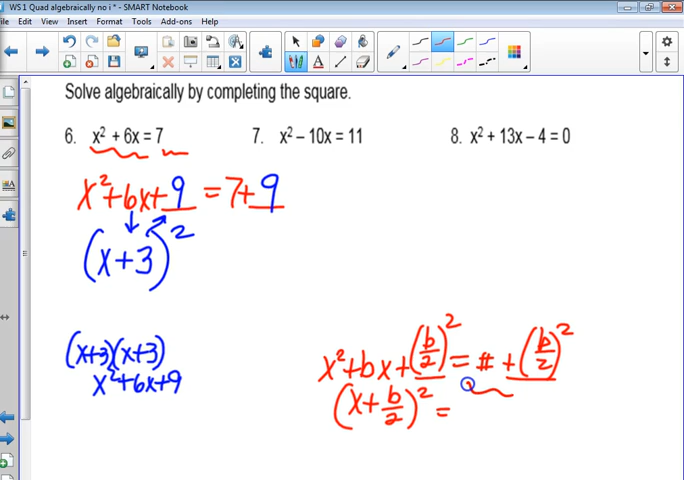 WS 1 Quad algebraically no i * - SMART Notebook
Edit View Insert Format Tools Add-ons Help
Solve algebraically by completing the square.
6. x² + 6x = 7
7. x² – 10x = 11
8. x² + 13x – 4 = 0
x² + 6x + 9 = 7 + 9
(x + 3)²
(x+3)(x+3)
x² + 6x + 9
x² + bx + (b/2)² = # + (b/2)²
(x + b/2)² =